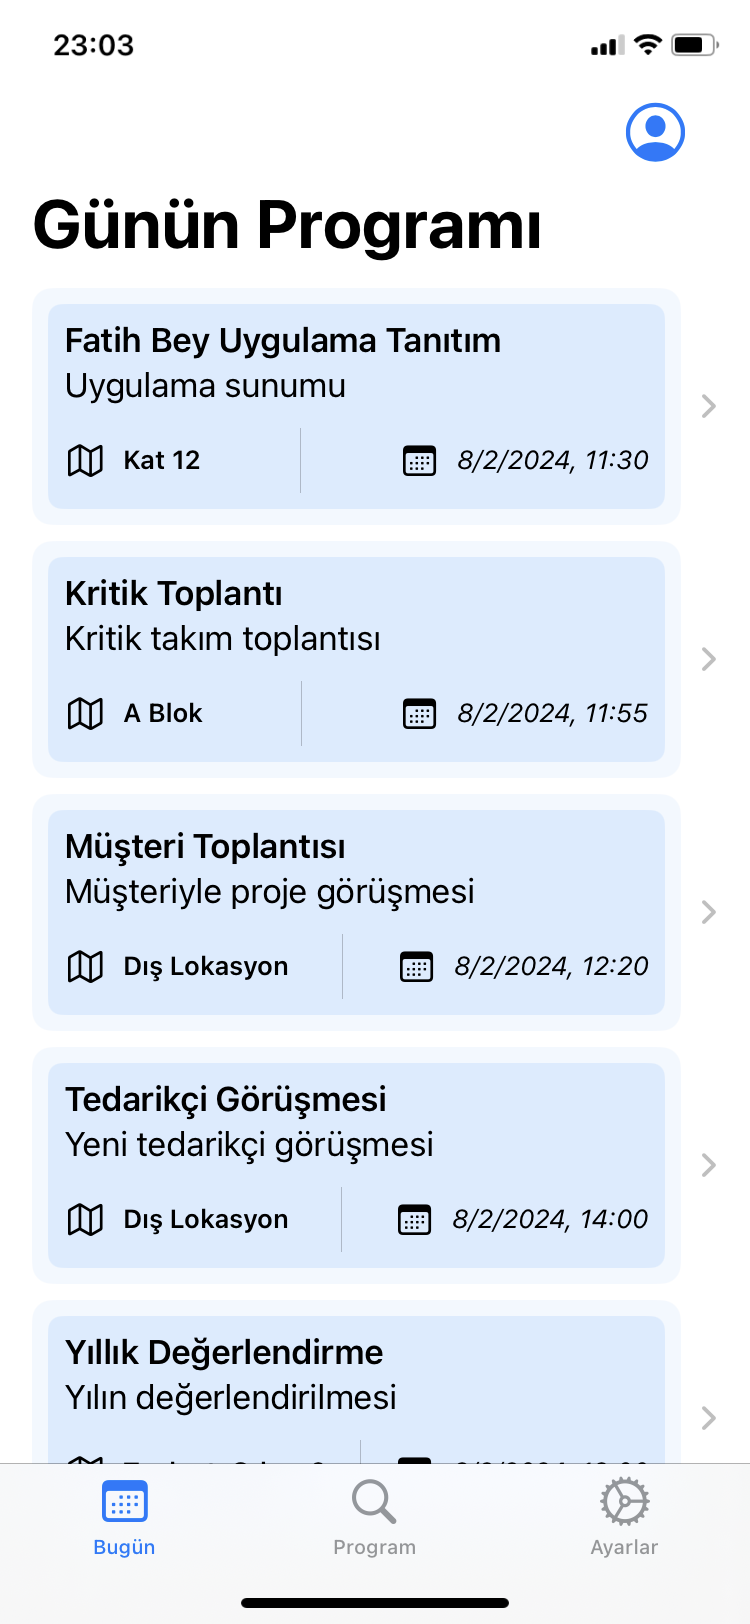 23:03
Günün Programı
Fatih Bey Uygulama Tanıtım
Uygulama sunumu
Kat 12
8/2/2024, 11:30
Kritik Toplantı
Kritik takım toplantısı
A Blok
8/2/2024, 11:55
Müşteri Toplantısı
Müşteriyle proje görüşmesi
Dış Lokasyon
8/2/2024, 12:20
Tedarikçi Görüşmesi
Yeni tedarikçi görüşmesi
Dış Lokasyon
8/2/2024, 14:00
Yıllık Değerlendirme
Yılın değerlendirilmesi
Bugün
Program
Ayarlar